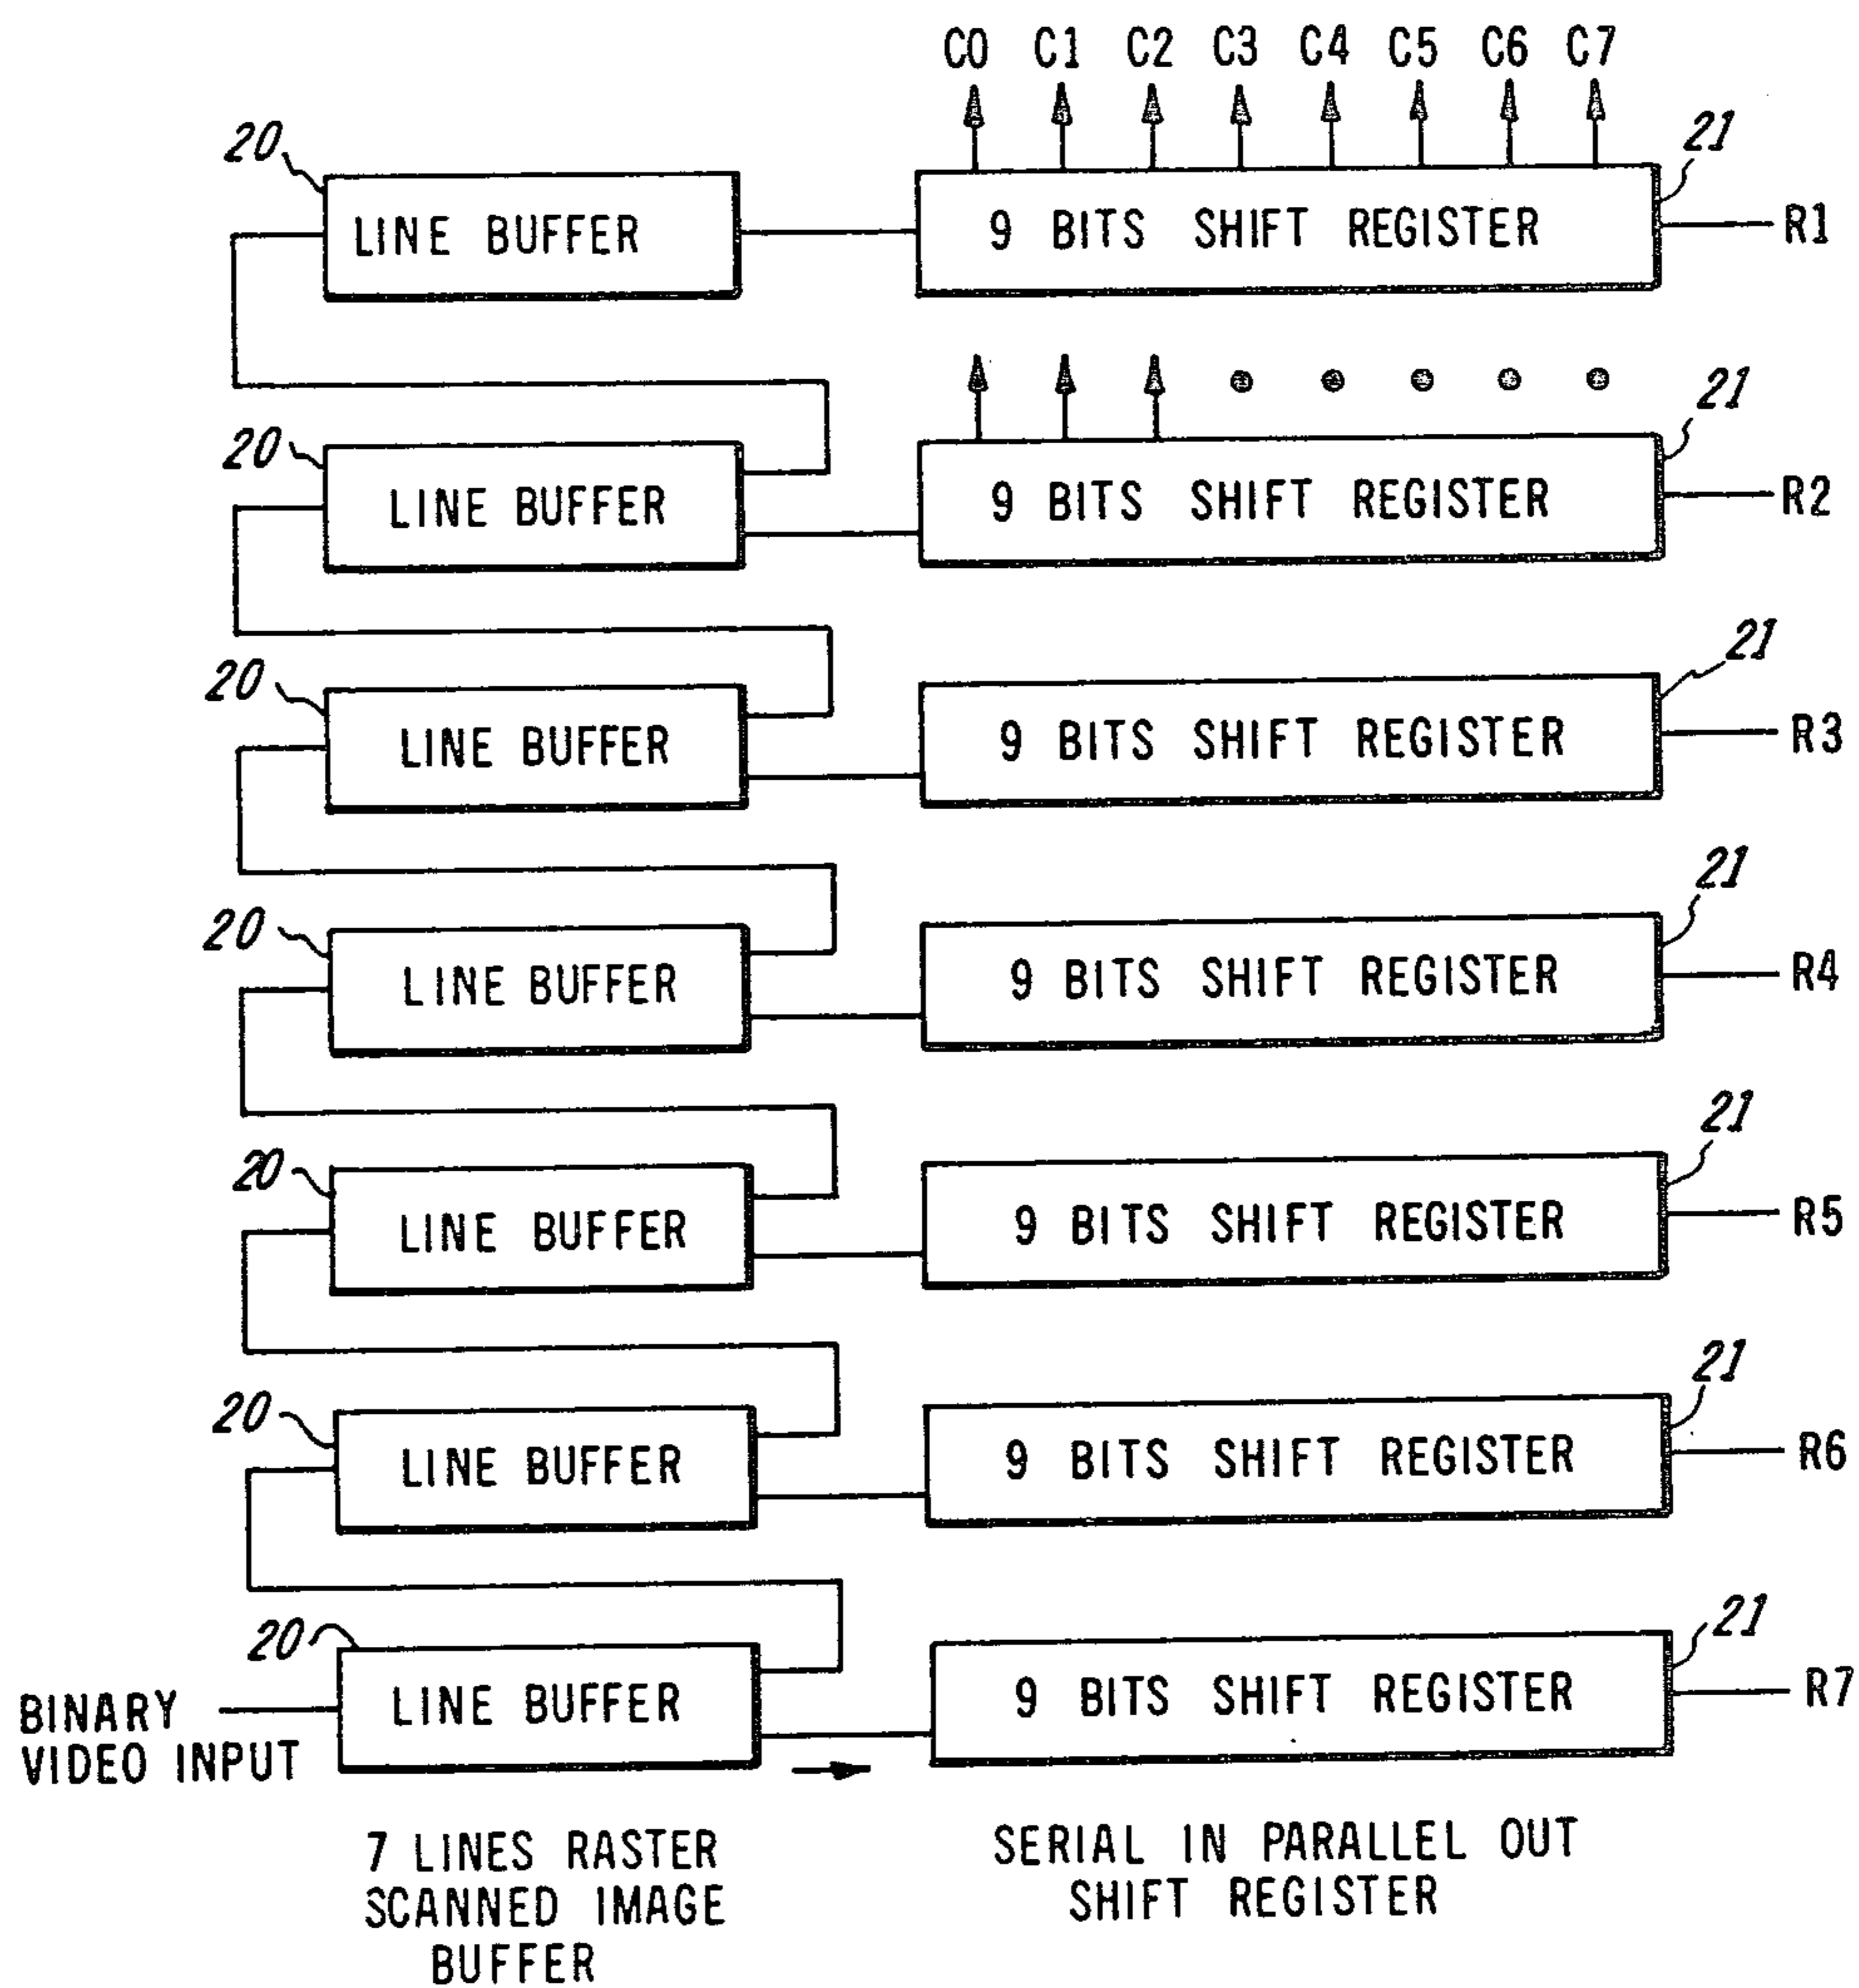 C0 C1 C2 C3 C4 C5 C6 C7
20 21
LINE BUFFER 9 BITS SHIFT REGISTER R1
20 21
LINE BUFFER 9 BITS SHIFT REGISTER R2
20 21
LINE BUFFER 9 BITS SHIFT REGISTER R3
20 21
LINE BUFFER 9 BITS SHIFT REGISTER R4
20 21
LINE BUFFER 9 BITS SHIFT REGISTER R5
20 21
LINE BUFFER 9 BITS SHIFT REGISTER R6
20 21
LINE BUFFER 9 BITS SHIFT REGISTER R7
BINARY
VIDEO INPUT
7 LINES RASTER
SCANNED IMAGE
BUFFER
SERIAL IN PARALLEL OUT
SHIFT REGISTER